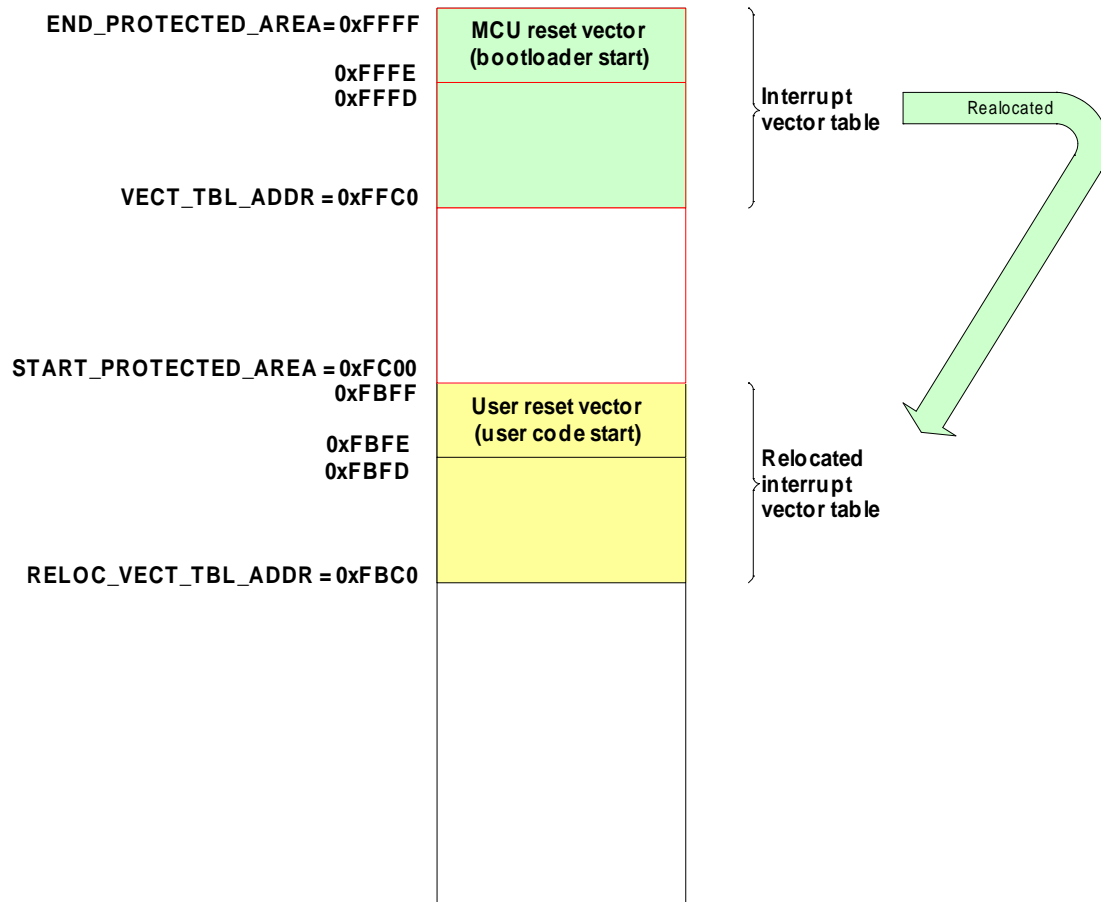 END_PROTECTED_AREA= 0xFFFF
MCU reset vector
(bootloader start)
0xFFFE
0xFFFD
Interrupt
vector table
Realocated
VECT_TBL_ADDR = 0xFFC0
START_PROTECTED_AREA = 0xFC00
0xFBFF
User reset vector
(user code start)
0xFBFE
0xFBFD
Relocated
interrupt
vector table
RELOC_VECT_TBL_ADDR = 0xFBC0